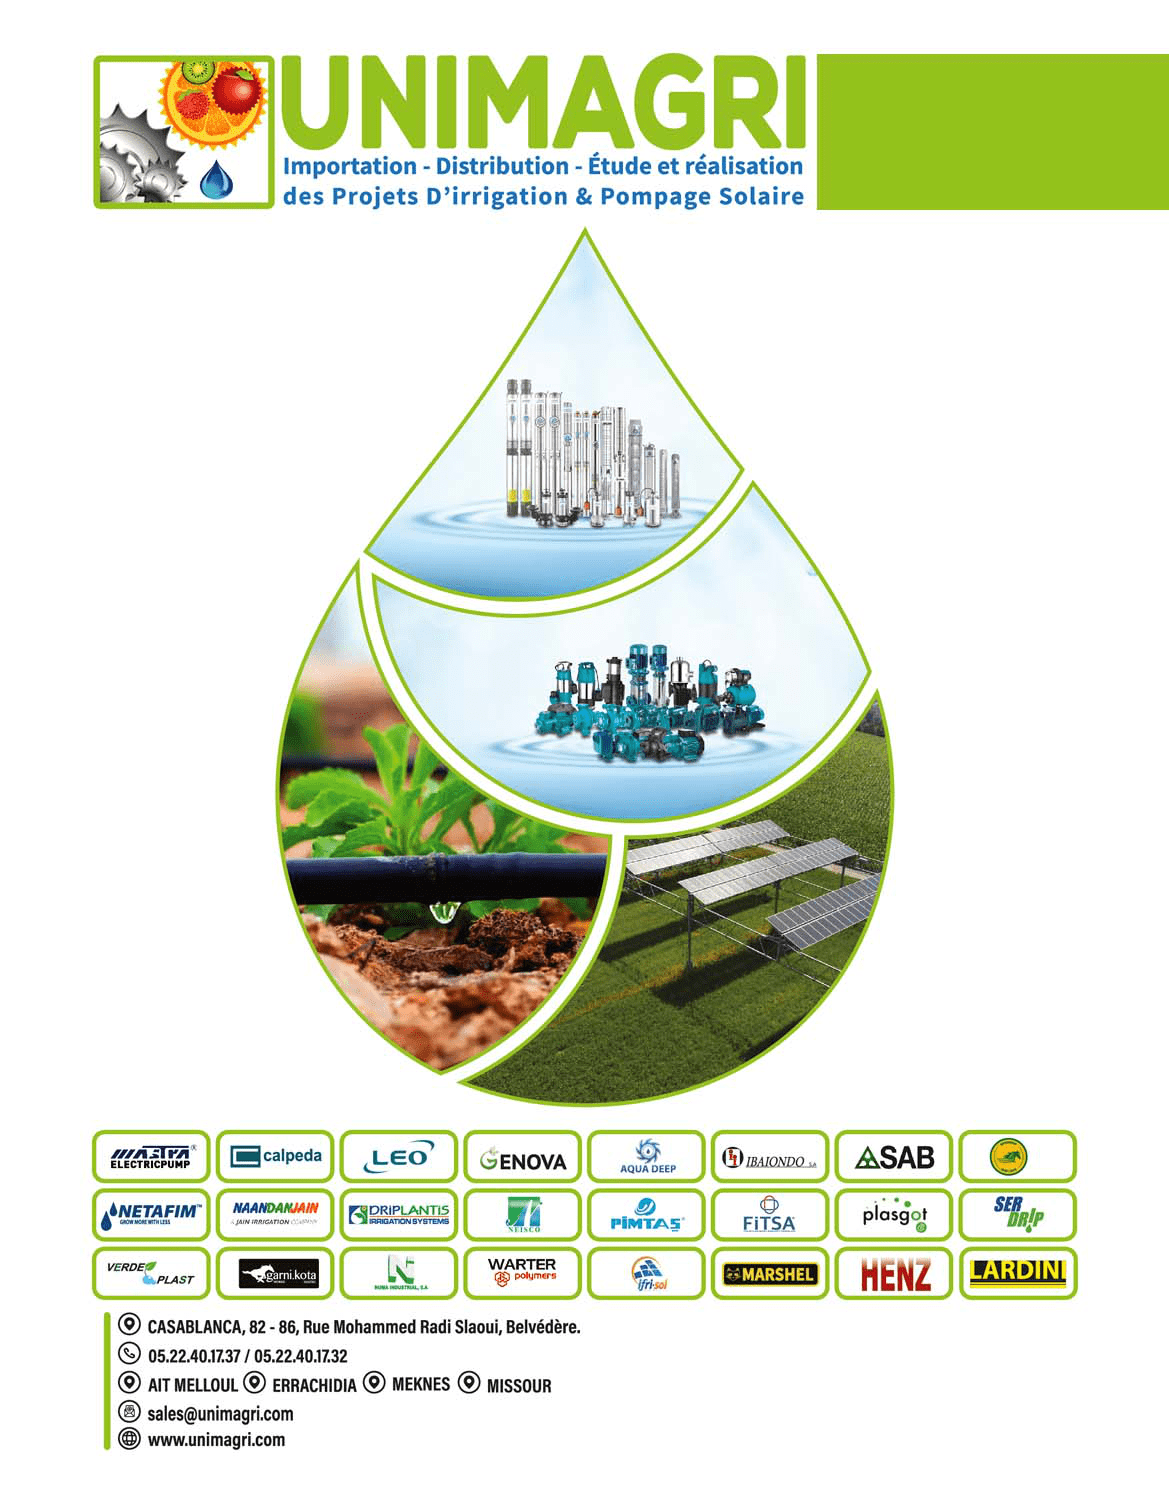 UNIMAGRI
Importation - Distribution - Étude et réalisation
des Projets D'irrigation & Pompage Solaire
MASTRA®
ELECTRICPUMP
calpeda
LEO
GENOVA
AQUA DEEP
IBAIONDO S.A
SAB
NETAFIM™
GROW MORE WITH LESS
NAANDANJAIN
A JAIN IRRIGATION COMPANY
DRIPLANTIS
IRRIGATION SYSTEMS
NEISCO
PiMTAŞ
FiTSA
plasgot
SER
DRIP
VERDE
PLAST
garni.kota
NUMA INDUSTRIAL, S.A
WARTER
polymers
ifri-sol
MARSHEL
HENZ
LARDINI
CASABLANCA, 82 - 86, Rue Mohammed Radi Slaoui, Belvédère.
05.22.40.17.37 / 05.22.40.17.32
AIT MELLOUL ERRACHIDIA MEKNES MISSOUR
sales@unimagri.com
www.unimagri.com